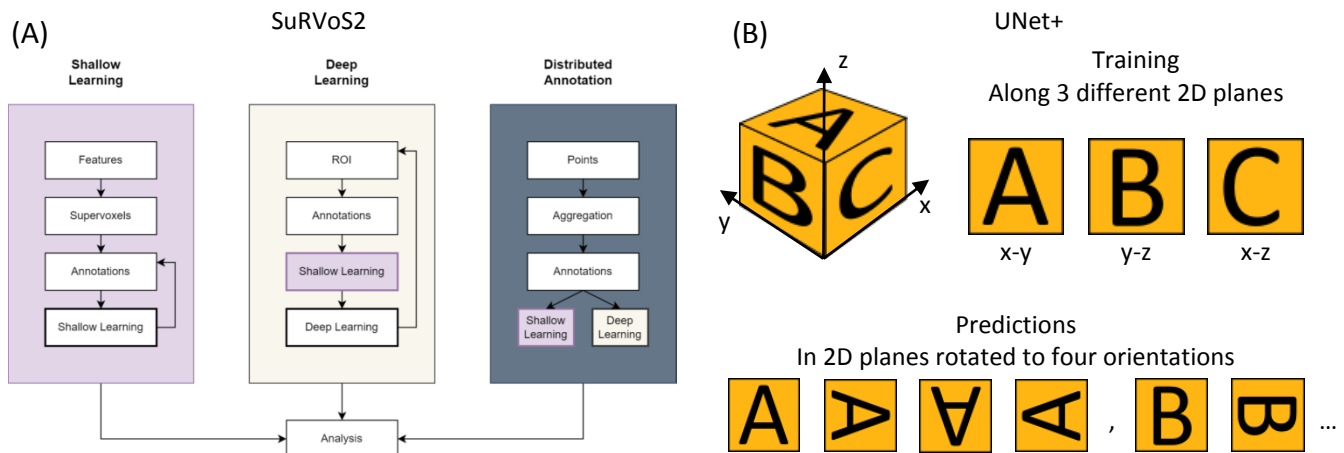 (A)
SuRVoS2
Shallow
Learning
Features
Supervoxels
Annotations
Shallow Learning
Deep
Learning
ROI
Annotations
Shallow Learning
Deep Learning
Distributed
Annotation
Points
Aggregation
Annotations
Shallow
Learning
Deep
Learning
Analysis
(B)
UNet+
z
A
B
C
y
x
Training
Along 3 different 2D planes
A B C
x-y y-z x-z
Predictions
In 2D planes rotated to four orientations
A A A A , B B ...